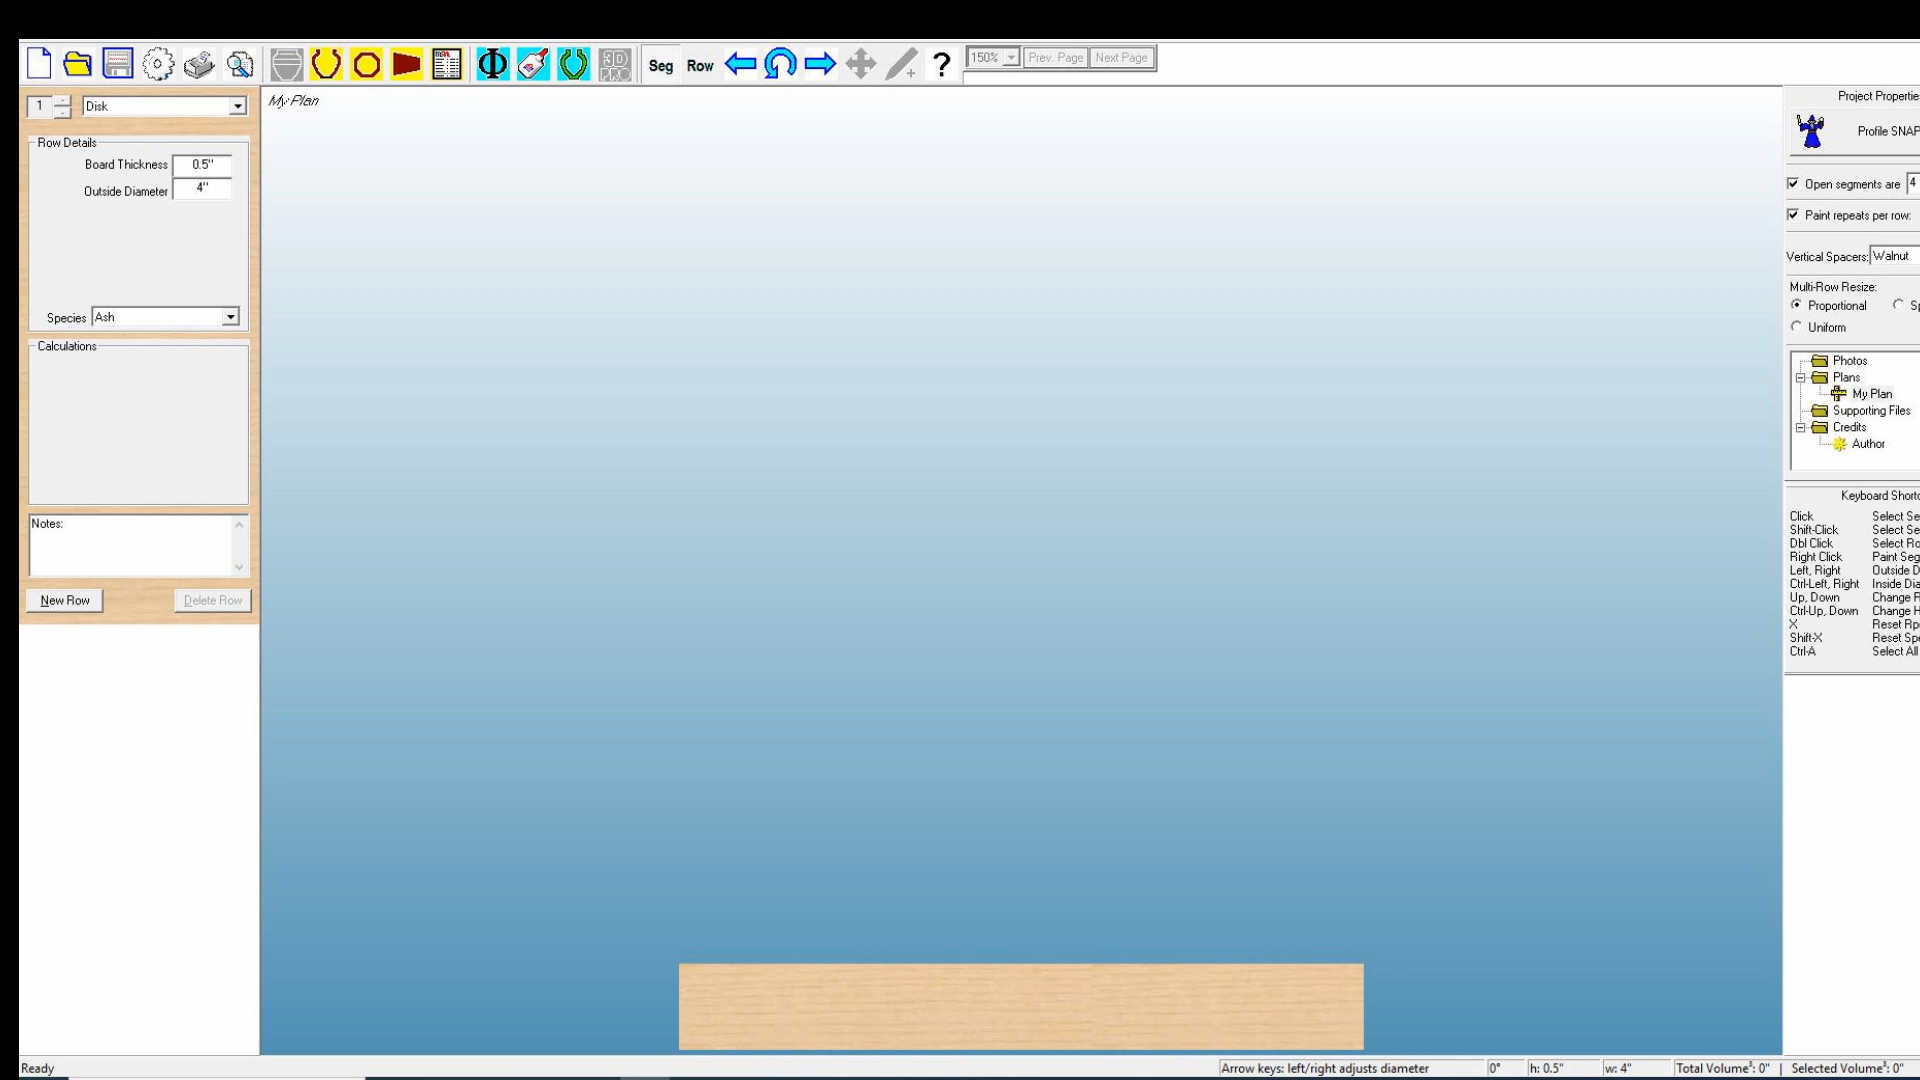 Seg Row ? 150% Prev. Page Next Page
1 Disk
My Plan
Row Details
Board Thickness 0.5"
Outside Diameter 4"
Species Ash
Calculations
Notes:
New Row Delete Row
Project Propertie
Profile SNAP
Open segments are 4
Paint repeats per row:
Vertical Spacers: Walnut
Multi-Row Resize:
Proportional Sp
Uniform
Photos
Plans
My Plan
Supporting Files
Credits
Author
Keyboard Shortc
Click Select Se
Shift-Click Select Se
Dbl Click Select Ro
Right Click Paint Seg
Left, Right Outside D
Ctrl-Left, Right Inside Dia
Up, Down Change R
Ctrl-Up, Down Change H
X Reset Rp
Shift-X Reset Spe
Ctrl-A Select All
Ready Arrow keys: left/right adjusts diameter 0° h: 0.5" w: 4" Total Volume³: 0" | Selected Volume³: 0"